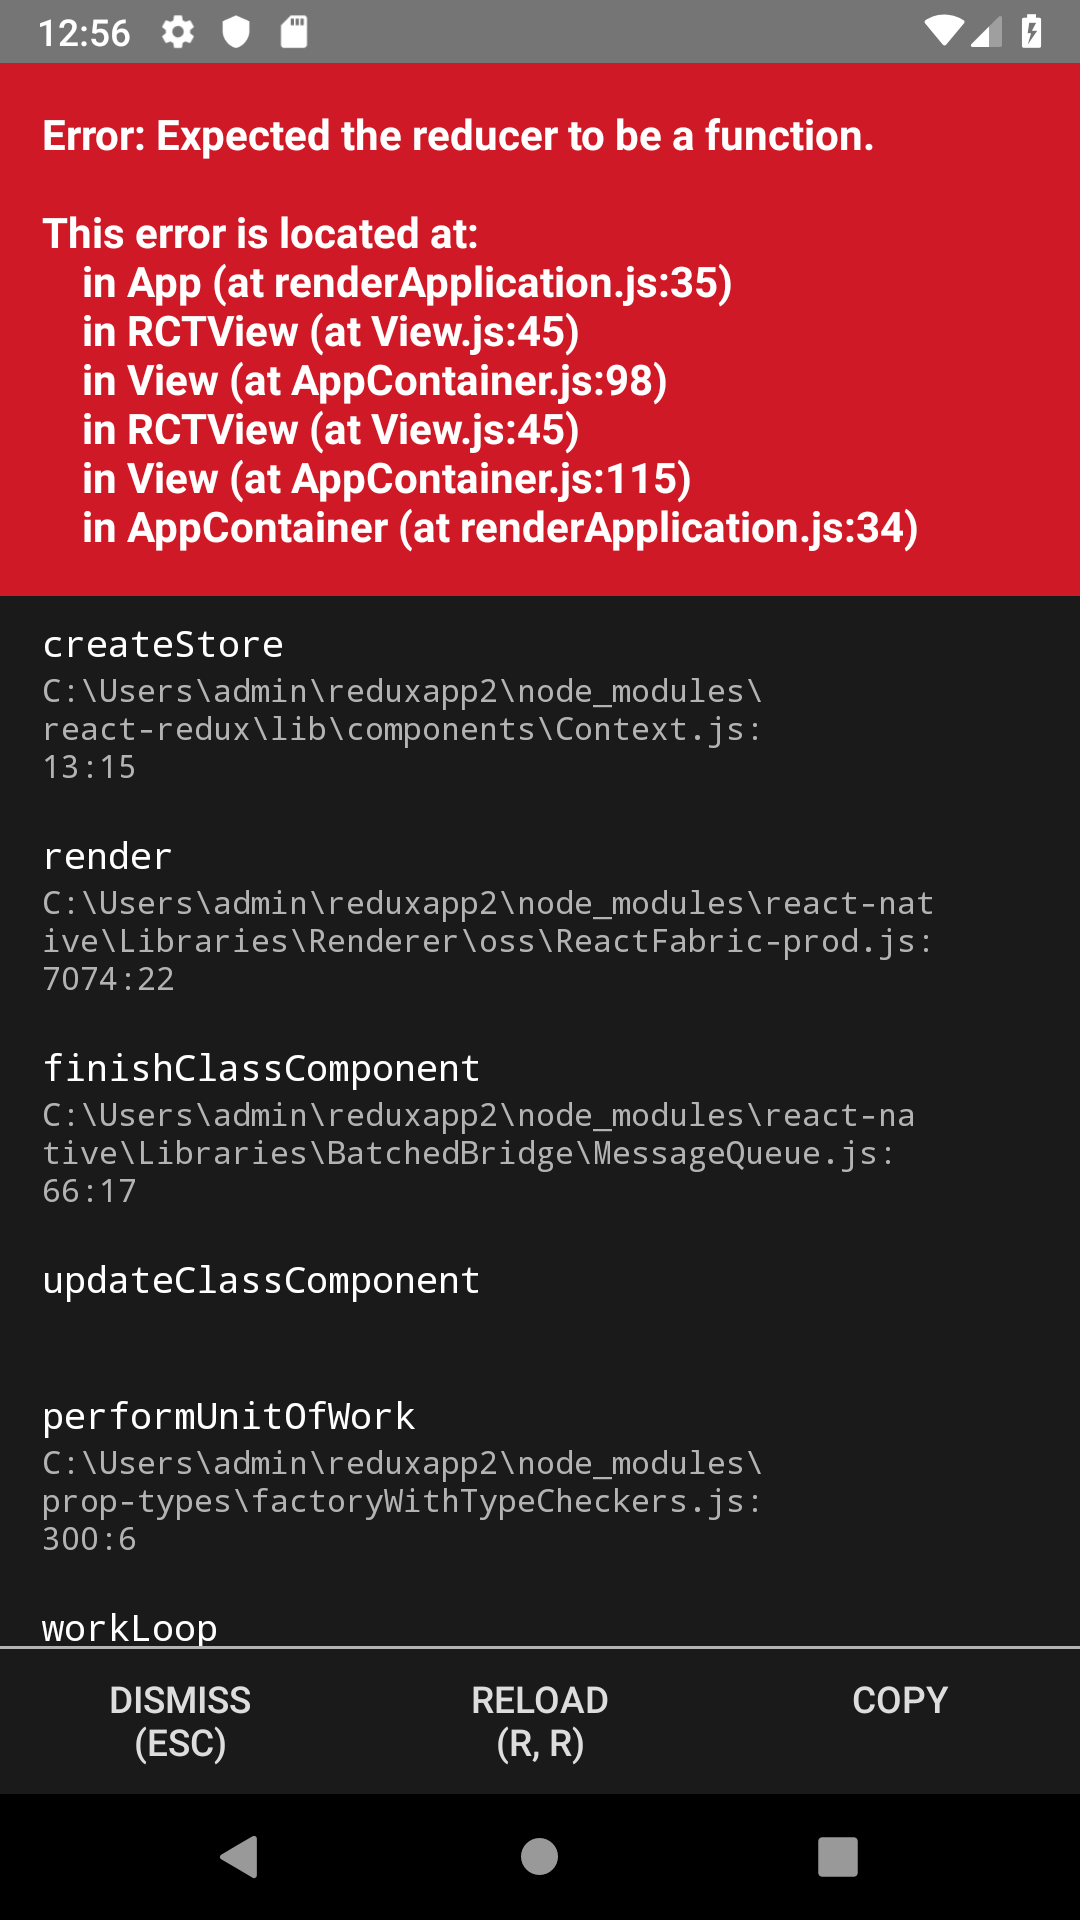 12:56
Error: Expected the reducer to be a function.
This error is located at:
in App (at renderApplication.js:35)
in RCTView (at View.js:45)
in View (at AppContainer.js:98)
in RCTView (at View.js:45)
in View (at AppContainer.js:115)
in AppContainer (at renderApplication.js:34)
createStore
C:\Users\admin\reduxapp2\node_modules\
react-redux\lib\components\Context.js:
13:15
render
C:\Users\admin\reduxapp2\node_modules\react-nat
ive\Libraries\Renderer\oss\ReactFabric-prod.js:
7074:22
finishClassComponent
C:\Users\admin\reduxapp2\node_modules\react-na
tive\Libraries\BatchedBridge\MessageQueue.js:
66:17
updateClassComponent
performUnitOfWork
C:\Users\admin\reduxapp2\node_modules\
prop-types\factoryWithTypeCheckers.js:
300:6
workLoop
DISMISS
(ESC)
RELOAD
(R, R)
COPY